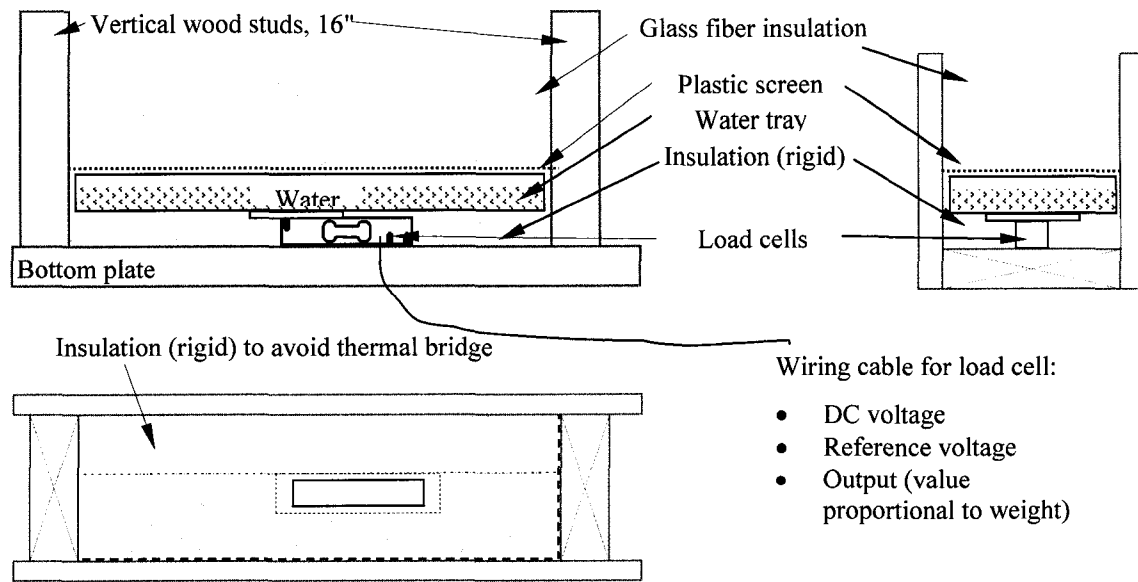 Vertical wood studs, 16"
Glass fiber insulation
Plastic screen
Water tray
Insulation (rigid)
Water
Load cells
Bottom plate
Insulation (rigid) to avoid thermal bridge
Wiring cable for load cell:
• DC voltage
• Reference voltage
• Output (value
proportional to weight)